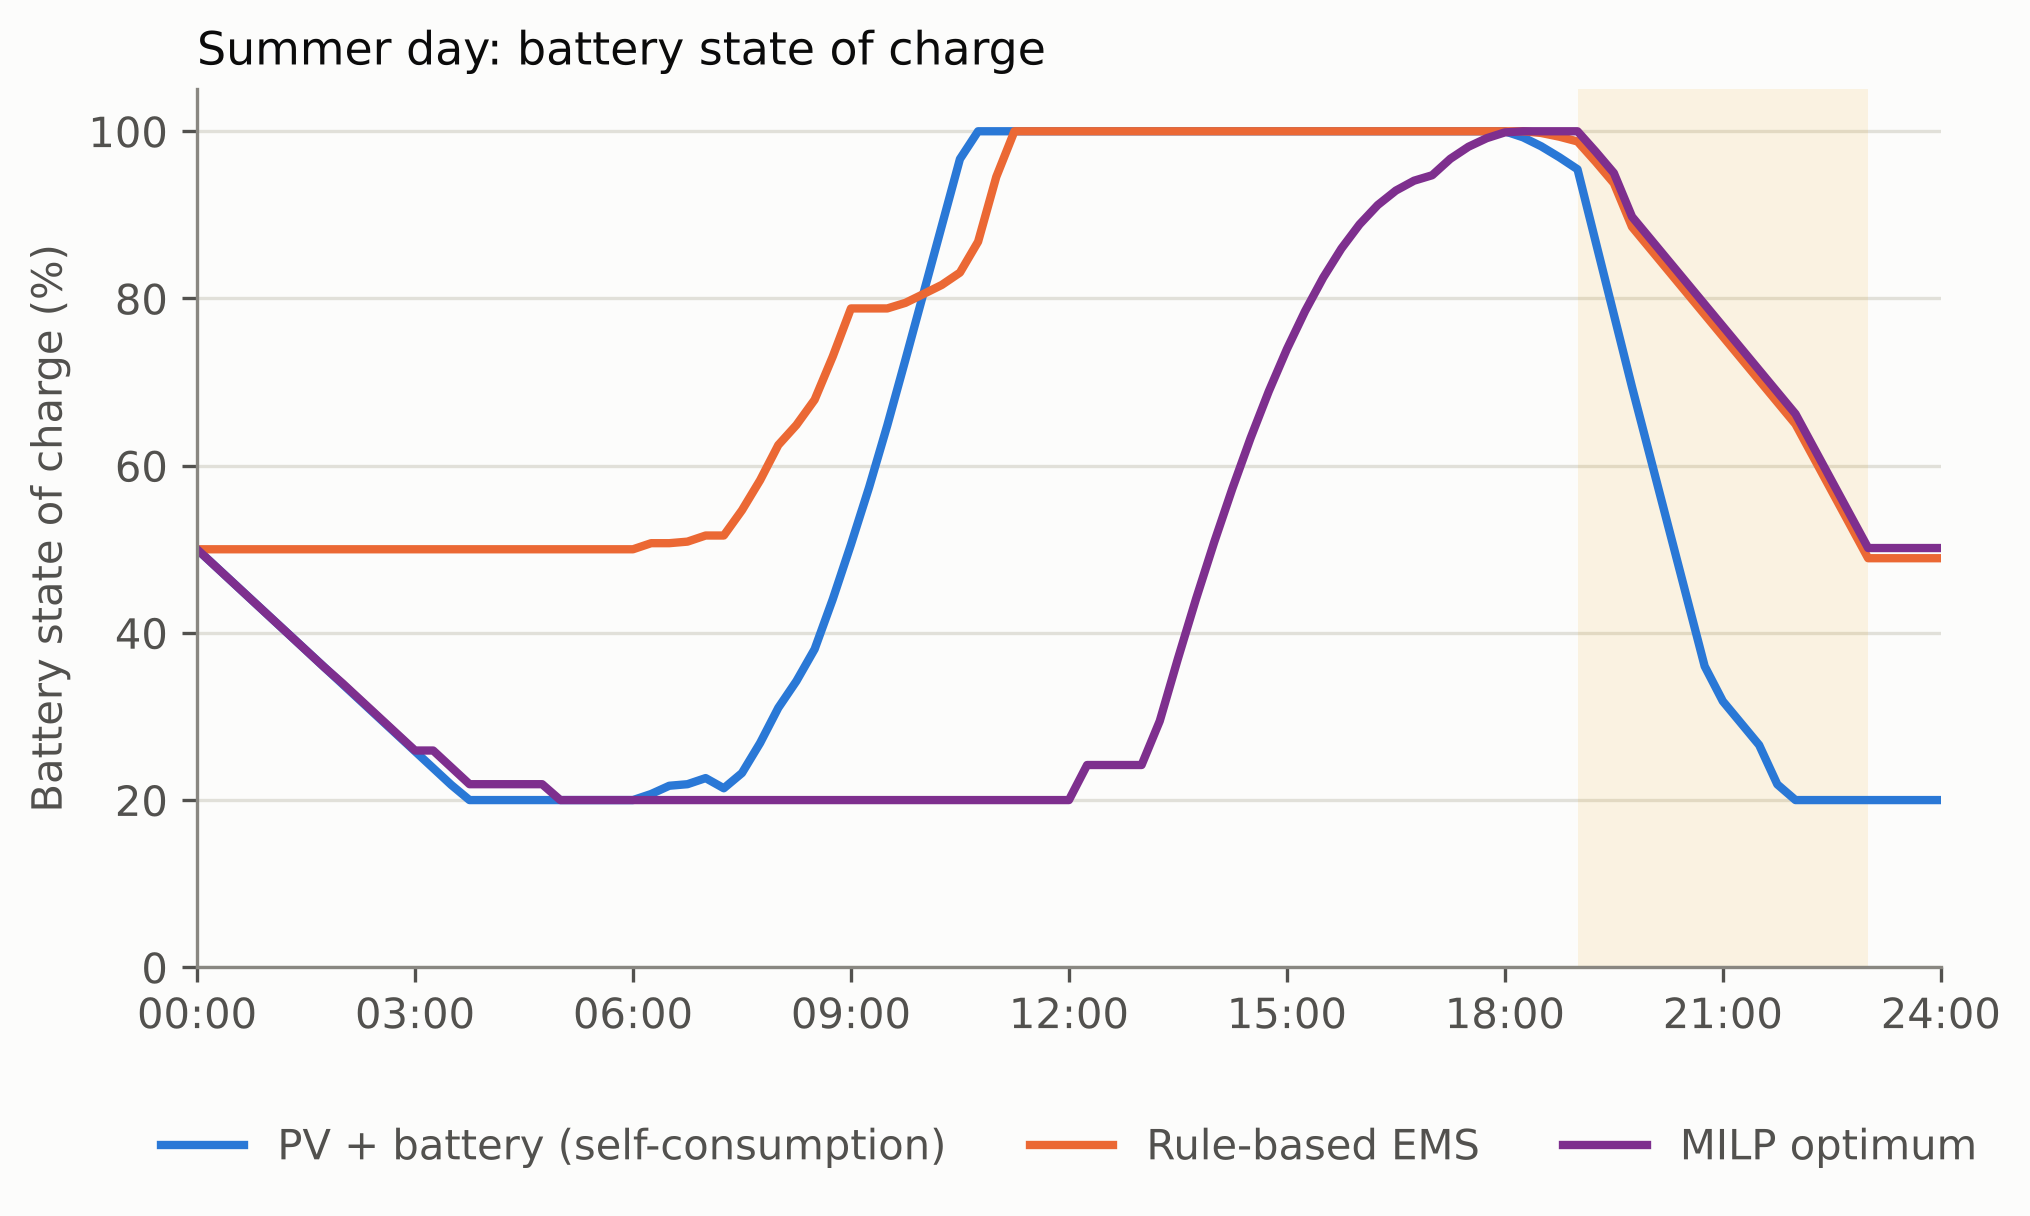 Summer day: battery state of charge
Battery state of charge (%)
100
80
60
40
20
0
00:00 03:00 06:00 09:00 12:00 15:00 18:00 21:00 24:00
PV + battery (self-consumption) Rule-based EMS MILP optimum